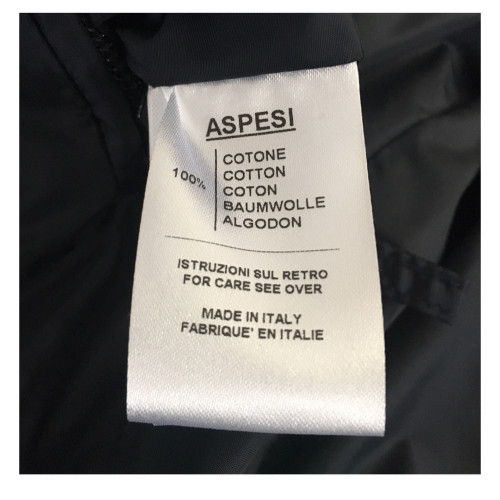 ASPESI
COTONE
COTTON
100% COTON
BAUMWOLLE
ALGODON
ISTRUZIONI SUL RETRO
FOR CARE SEE OVER
MADE IN ITALY
FABRIQUE' EN ITALIE